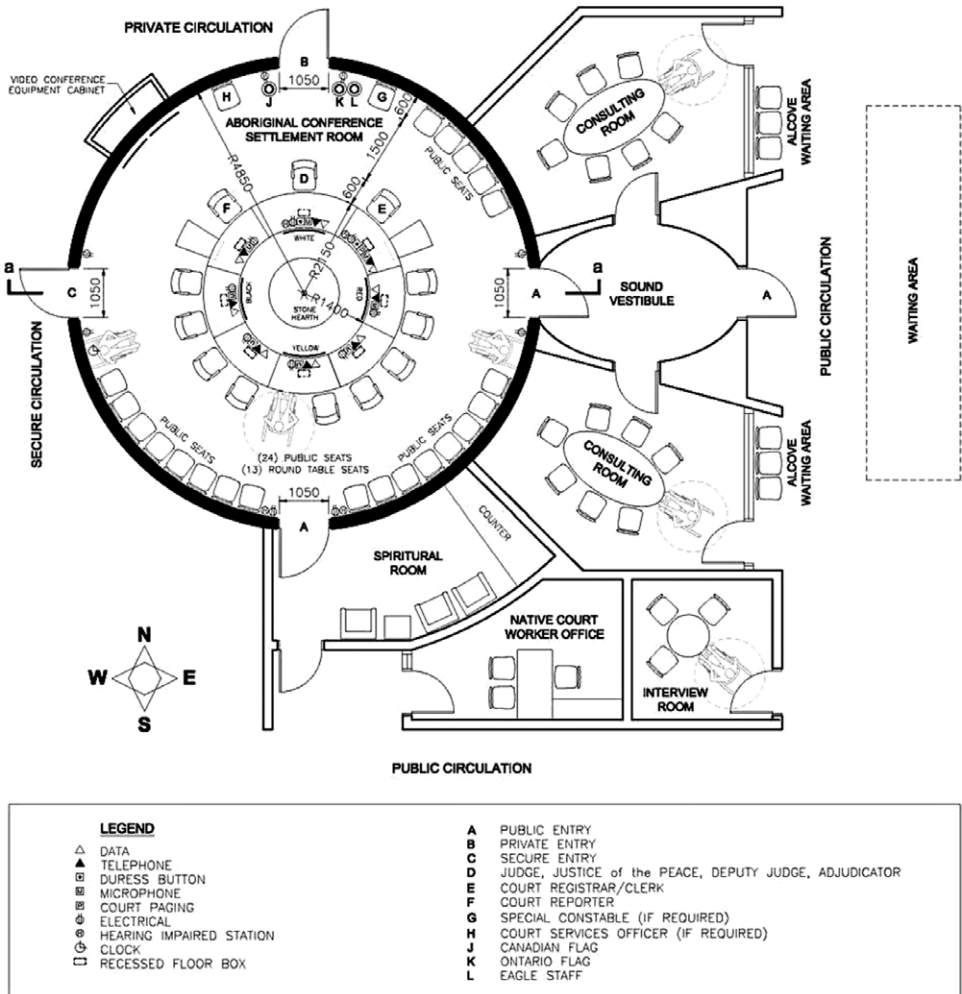 PRIVATE CIRCULATION
VIDEO CONFERENCE
EQUIPMENT CABINET
B
1050
H
J
K L
G
600
ABORIGINAL CONFERENCE
SETTLEMENT ROOM
1500
R4850
600
D
F
E
PUBLIC SEATS
CONSULTING
ROOM
ALCOVE
WAITING AREA
WHITE
R2150
BLACK
RED
R1400
STONE
HEARTH
YELLOW
a
C
1050
1050
A
a
SOUND
VESTIBULE
A
PUBLIC CIRCULATION
WAITING AREA
SECURE CIRCULATION
PUBLIC SEATS
PUBLIC SEATS
(24) PUBLIC SEATS
(13) ROUND TABLE SEATS
CONSULTING
ROOM
ALCOVE
WAITING AREA
1050
A
COUNTER
SPIRITURAL
ROOM
NATIVE COURT
WORKER OFFICE
INTERVIEW
ROOM
N
W E
S
PUBLIC CIRCULATION
LEGEND
DATA
TELEPHONE
DURESS BUTTON
MICROPHONE
COURT PAGING
ELECTRICAL
HEARING IMPAIRED STATION
CLOCK
RECESSED FLOOR BOX
A PUBLIC ENTRY
B PRIVATE ENTRY
C SECURE ENTRY
D JUDGE, JUSTICE of the PEACE, DEPUTY JUDGE, ADJUDICATOR
E COURT REGISTRAR/CLERK
F COURT REPORTER
G SPECIAL CONSTABLE (IF REQUIRED)
H COURT SERVICES OFFICER (IF REQUIRED)
J CANADIAN FLAG
K ONTARIO FLAG
L EAGLE STAFF